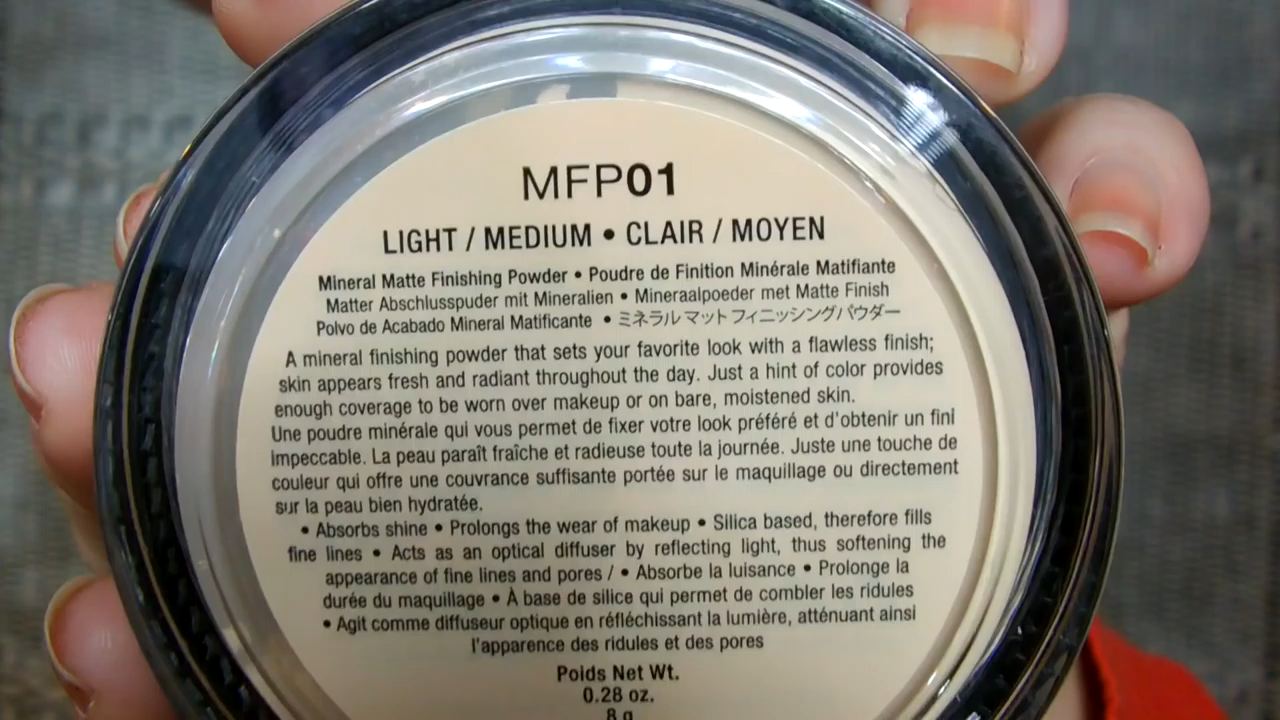 MFP01
LIGHT / MEDIUM • CLAIR / MOYEN
Mineral Matte Finishing Powder • Poudre de Finition Minérale Matifiante
Matter Abschlusspuder mit Mineralien • Mineraalpoeder met Matte Finish
Polvo de Acabado Mineral Matificante • ミネラル マット フィニッシングパウダー
A mineral finishing powder that sets your favorite look with a flawless finish;
skin appears fresh and radiant throughout the day. Just a hint of color provides
enough coverage to be worn over makeup or on bare, moistened skin.
Une poudre minérale qui vous permet de fixer votre look préféré et d'obtenir un fini
impeccable. La peau paraît fraîche et radieuse toute la journée. Juste une touche de
couleur qui offre une couvrance suffisante portée sur le maquillage ou directement
sur la peau bien hydratée.
• Absorbs shine • Prolongs the wear of makeup • Silica based, therefore fills
fine lines • Acts as an optical diffuser by reflecting light, thus softening the
appearance of fine lines and pores / • Absorbe la luisance • Prolonge la
durée du maquillage • À base de silice qui permet de combler les ridules
• Agit comme diffuseur optique en réfléchissant la lumière, atténuant ainsi
l'apparence des ridules et des pores
Poids Net Wt.
0.28 oz.
8 g